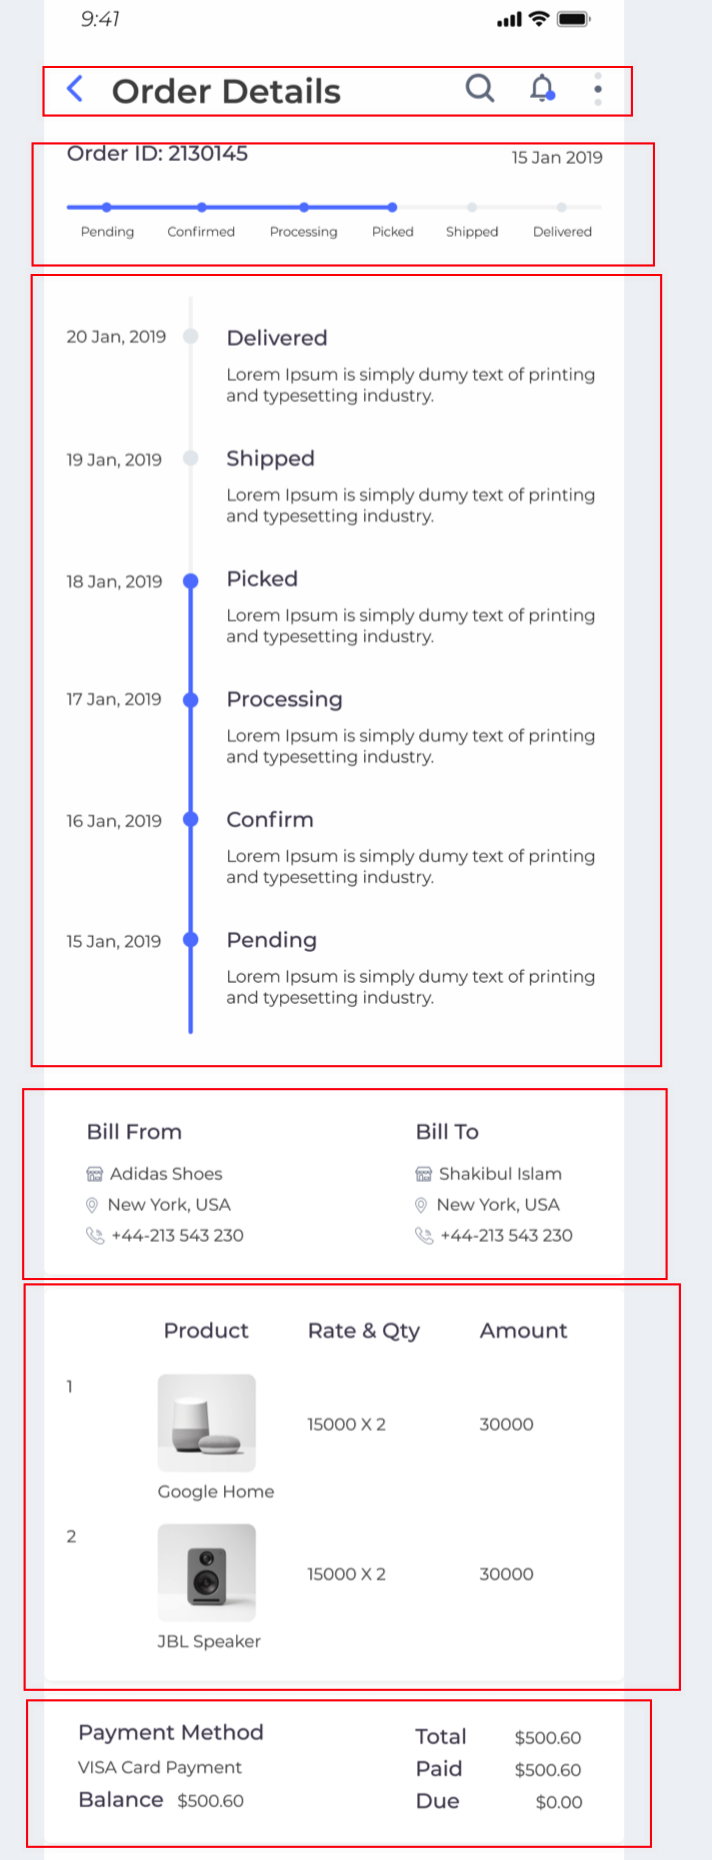 9:41
Order Details
Order ID: 2130145 15 Jan 2019
Pending Confirmed Processing Picked Shipped Delivered
20 Jan, 2019 Delivered
Lorem Ipsum is simply dumy text of printing
and typesetting industry.
19 Jan, 2019 Shipped
Lorem Ipsum is simply dumy text of printing
and typesetting industry.
18 Jan, 2019 Picked
Lorem Ipsum is simply dumy text of printing
and typesetting industry.
17 Jan, 2019 Processing
Lorem Ipsum is simply dumy text of printing
and typesetting industry.
16 Jan, 2019 Confirm
Lorem Ipsum is simply dumy text of printing
and typesetting industry.
15 Jan, 2019 Pending
Lorem Ipsum is simply dumy text of printing
and typesetting industry.
Bill From Bill To
Adidas Shoes Shakibul Islam
New York, USA New York, USA
+44-213 543 230 +44-213 543 230
Product Rate & Qty Amount
1
15000 X 2 30000
Google Home
2
15000 X 2 30000
JBL Speaker
Payment Method Total $500.60
VISA Card Payment Paid $500.60
Balance $500.60 Due $0.00